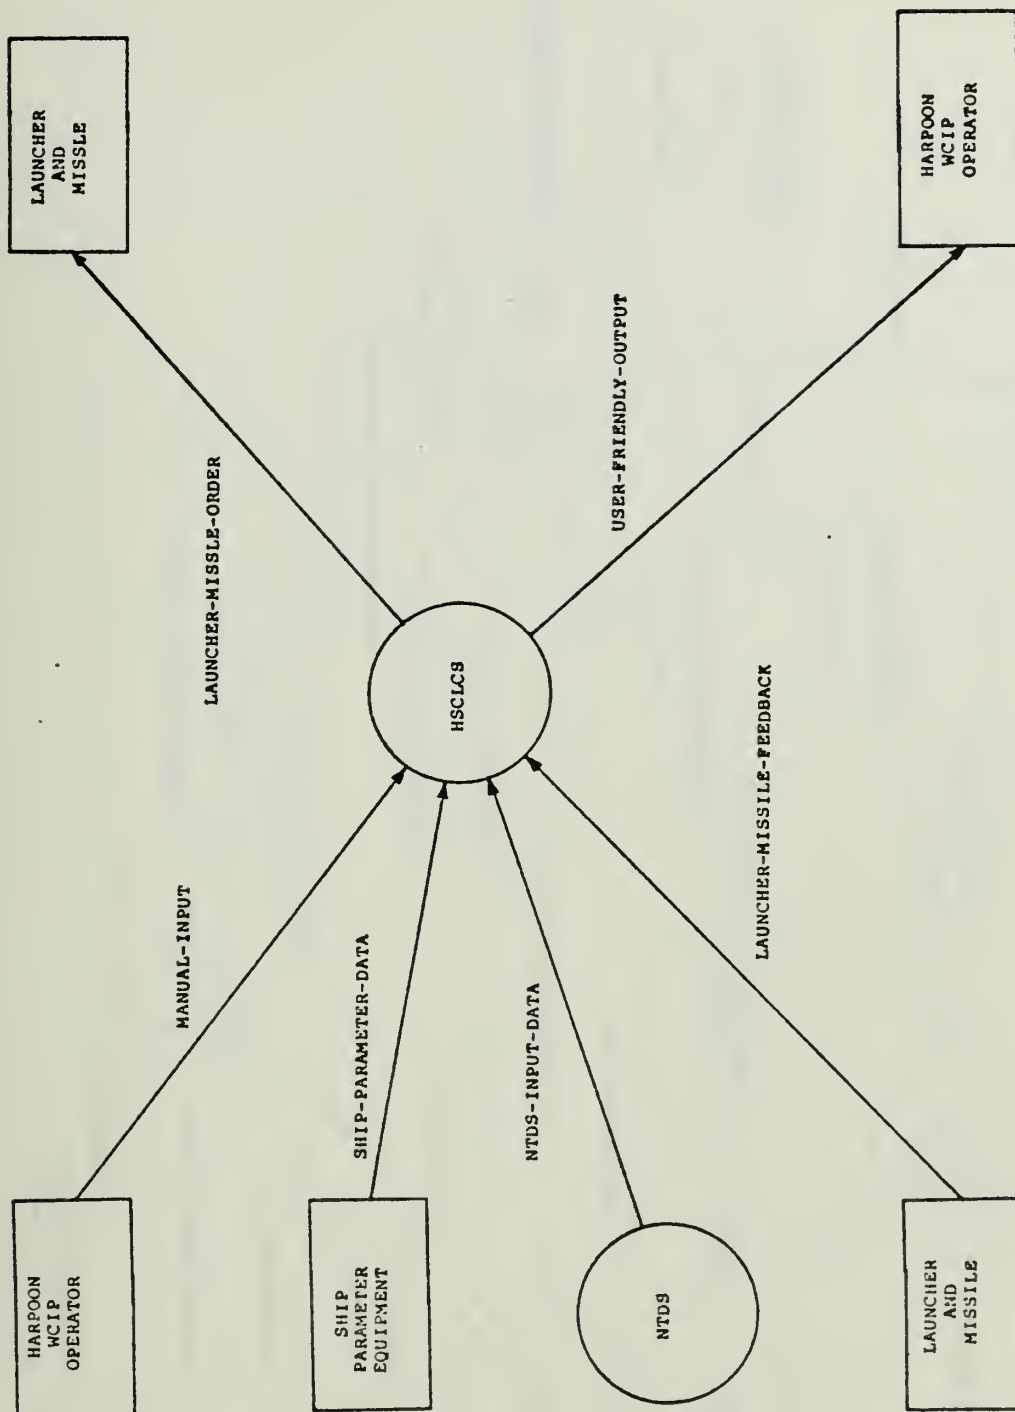 HARPOON
WCIP
OPERATOR
MANUAL-INPUT
LAUNCHER-MISSLE-ORDER
LAUNCHER
AND
MISSLE
SHIP
PARAMETER
EQUIPMENT
SHIP-PARAMETER-DATA
HSCLCS
NTDS
NTDS-INPUT-DATA
USER-FRIENDLY-OUTPUT
LAUNCHER
AND
MISSILE
LAUNCHER-MISSILE-FEEDBACK
HARPOON
WCIP
OPERATOR